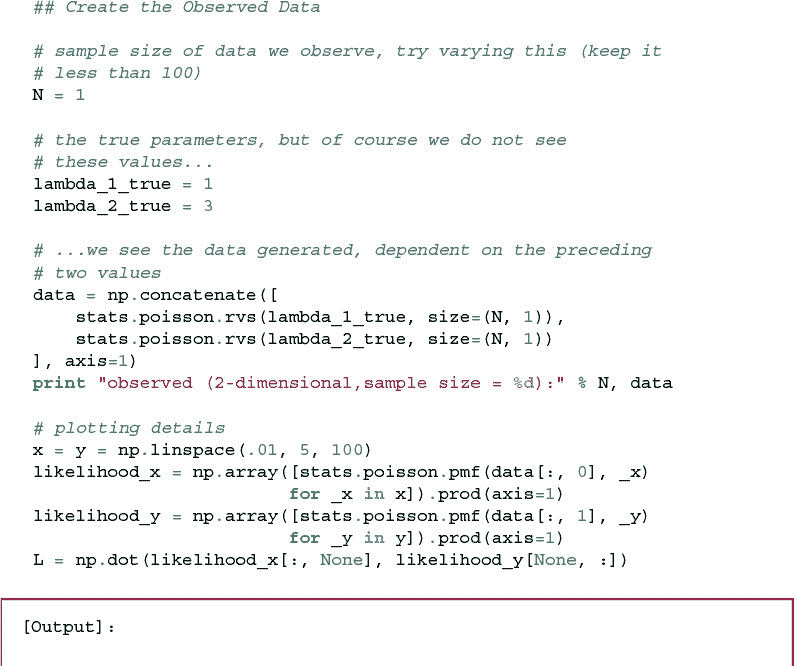 ## Create the Observed Data
# sample size of data we observe, try varying this (keep it
# less than 100)
N = 1
# the true parameters, but of course we do not see
# these values...
lambda_1_true = 1
lambda_2_true = 3
# ...we see the data generated, dependent on the preceding
# two values
data = np.concatenate([
    stats.poisson.rvs(lambda_1_true, size=(N, 1)),
    stats.poisson.rvs(lambda_2_true, size=(N, 1))
], axis=1)
print "observed (2-dimensional,sample size = %d):" % N, data
# plotting details
x = y = np.linspace(.01, 5, 100)
likelihood_x = np.array([stats.poisson.pmf(data[:, 0], _x)
                        for _x in x]).prod(axis=1)
likelihood_y = np.array([stats.poisson.pmf(data[:, 1], _y)
                        for _y in y]).prod(axis=1)
L = np.dot(likelihood_x[:, None], likelihood_y[None, :])
[Output]: